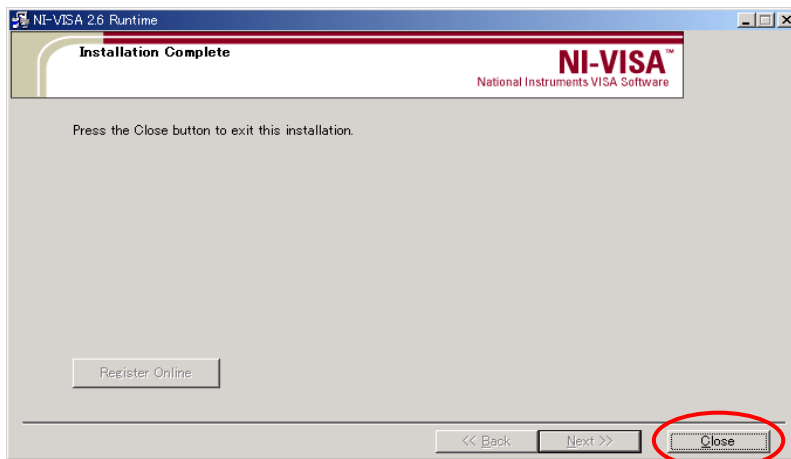 NI-VISA 2.6 Runtime
Installation Complete
NI-VISA™
National Instruments VISA Software
Press the Close button to exit this installation.
Register Online
<< Back
Next >>
Close